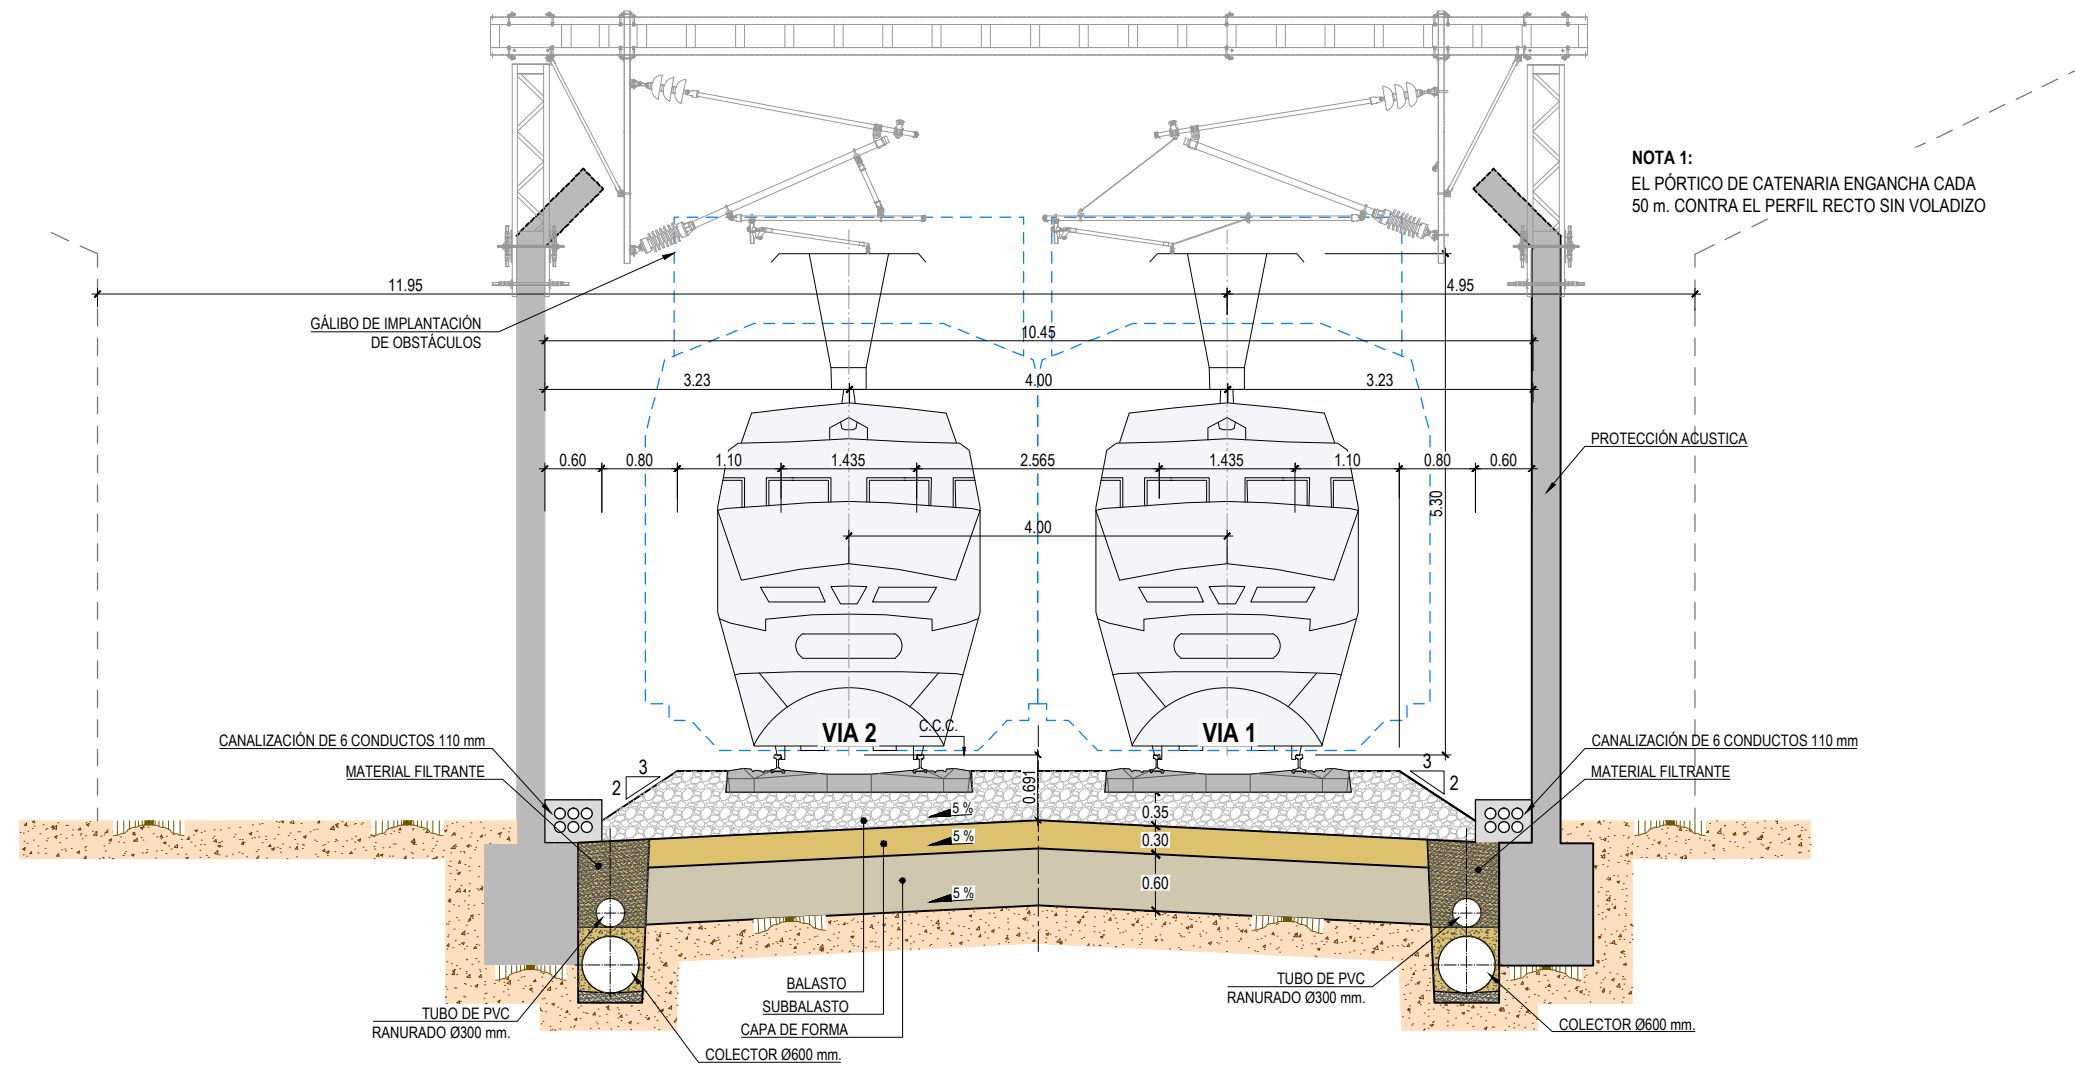 NOTA 1:
EL PÓRTICO DE CATENARIA ENGANCHA CADA
50 m. CONTRA EL PERFIL RECTO SIN VOLADIZO
11.95
4.95
GÁLIBO DE IMPLANTACIÓN
DE OBSTÁCULOS
10.45
3.23
4.00
3.23
PROTECCIÓN ACUSTICA
0.60
0.80
1.10
1.435
2.565
1.435
1.10
0.80
0.60
5.30
4.00
VIA 2
C.C.C.
VIA 1
CANALIZACIÓN DE 6 CONDUCTOS 110 mm
MATERIAL FILTRANTE
3
2
CANALIZACIÓN DE 6 CONDUCTOS 110 mm
MATERIAL FILTRANTE
3
2
0.691
5 %
0.35
5 %
0.30
5 %
0.60
BALASTO
SUBBALASTO
CAPA DE FORMA
TUBO DE PVC
RANURADO Ø300 mm.
COLECTOR Ø600 mm.
TUBO DE PVC
RANURADO Ø300 mm.
COLECTOR Ø600 mm.